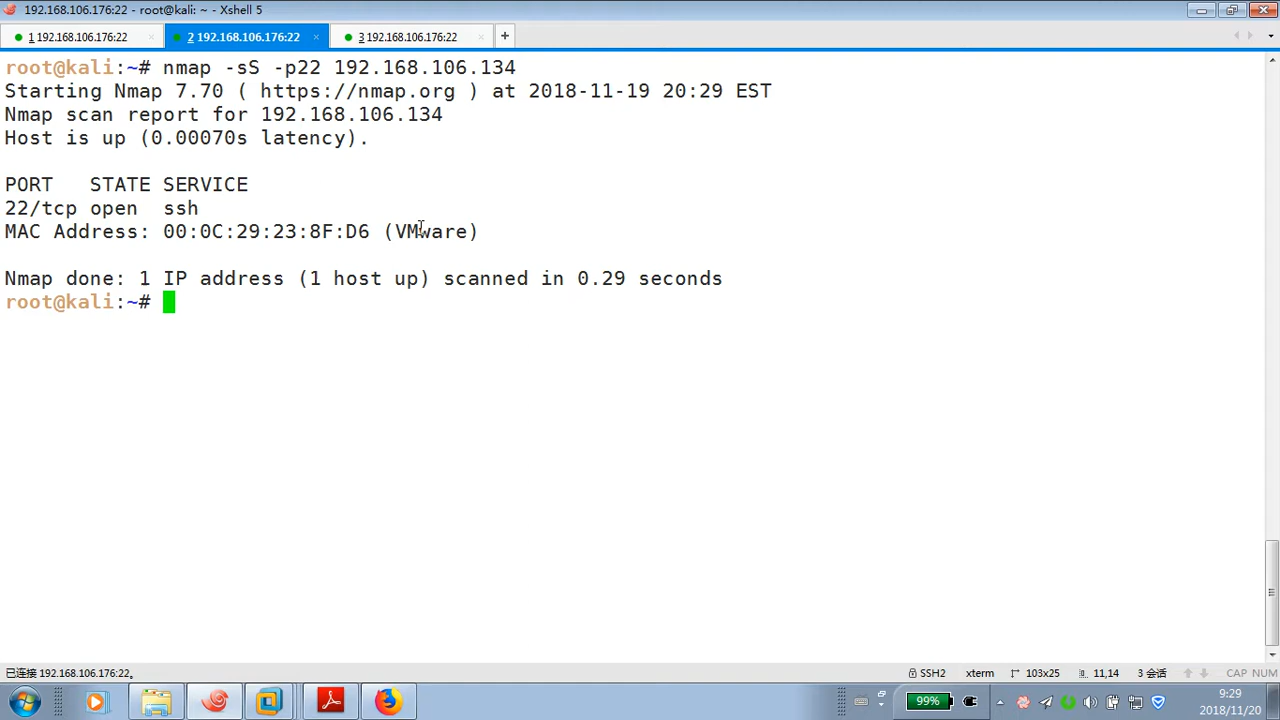 192.168.106.176:22 - root@kali: ~ - Xshell 5
1 192.168.106.176:22 × 2 192.168.106.176:22 × 3 192.168.106.176:22 × +
root@kali:~# nmap -sS -p22 192.168.106.134
Starting Nmap 7.70 ( https://nmap.org ) at 2018-11-19 20:29 EST
Nmap scan report for 192.168.106.134
Host is up (0.00070s latency).
PORT   STATE SERVICE
22/tcp open  ssh
MAC Address: 00:0C:29:23:8F:D6 (VMware)
Nmap done: 1 IP address (1 host up) scanned in 0.29 seconds
root@kali:~#
已连接 192.168.106.176:22。 SSH2 xterm 103x25 11,14 3 会话 CAP NUM
99% 9:29
2018/11/20